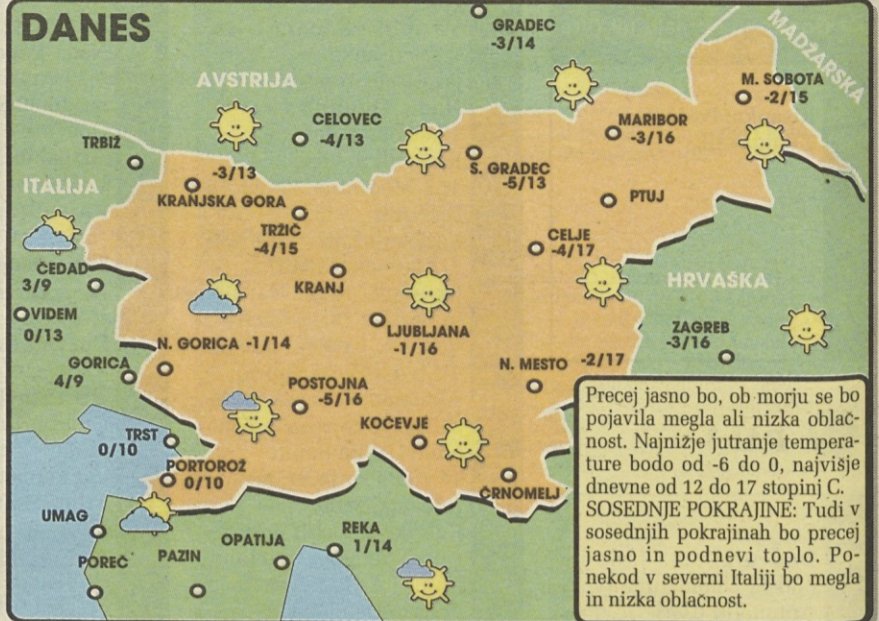 DANES
GRADEC
-3/14
MADŽARSKA
AVSTRIJA
M. SOBOTA
-2/15
CELOVEC
-4/13
MARIBOR
-3/16
TRBIŽ
S. GRADEC
-5/13
-3/13
KRANJSKA GORA
ITALIJA
PTUJ
TRŽIČ
-4/15
CELJE
-4/17
ČEDAD
3/9
KRANJ
HRVAŠKA
VIDEM
0/13
LJUBLJANA
-1/16
ZAGREB
-3/16
N. GORICA -1/14
GORICA
4/9
N. MESTO -2/17
POSTOJNA
-5/16
KOČEVJE
TRST
0/10
PORTOROŽ
0/10
ČRNOMELJ
UMAG
REKA
1/14
OPATIJA
PAZIN
POREČ
Precej jasno bo, ob morju se bo
pojavila megla ali nizka oblač-
nost. Najnižje jutranje tempera-
ture bodo od -6 do 0, najvišje
dnevne od 12 do 17 stopinj C.
SOSEDNJE POKRAJINE: Tudi v
sosednjih pokrajinah bo precej
jasno in podnevi toplo. Po-
nekod v severni Italiji bo megla
in nizka oblačnost.